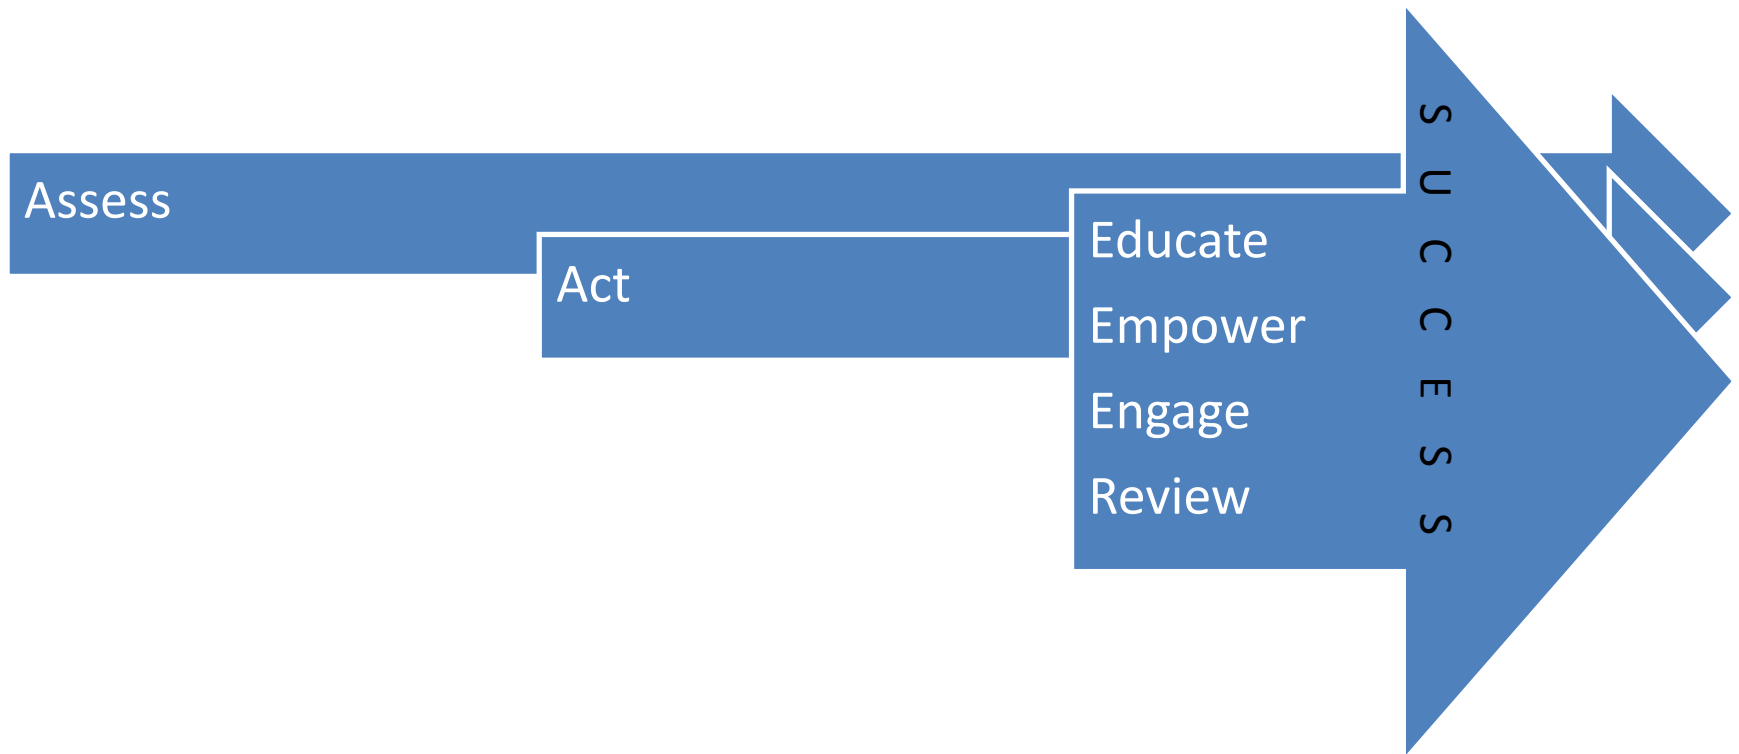 Assess
Act
Educate
Empower
Engage
Review
SUCCESS